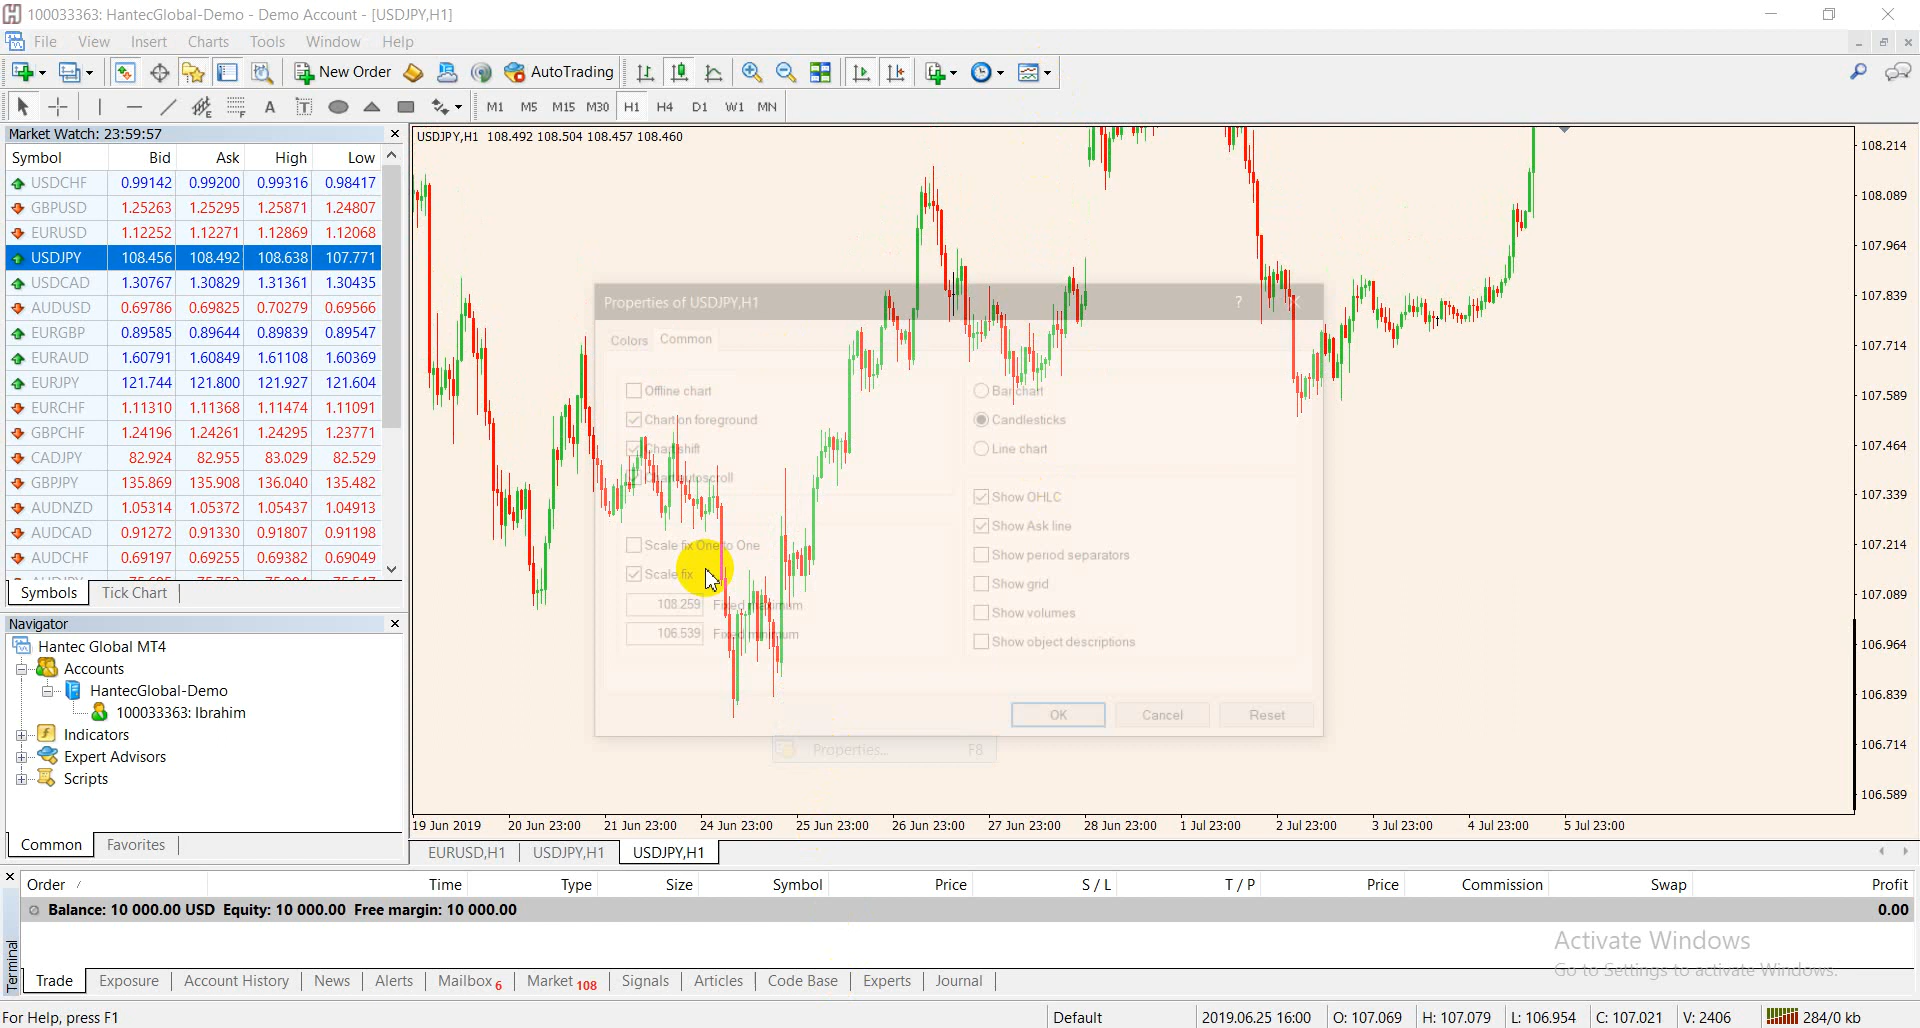 100033363: HantecGlobal-Demo - Demo Account - [USDJPY,H1]
File View Insert Charts Tools Window Help
New Order AutoTrading
M1 M5 M15 M30 H1 H4 D1 W1 MN
Market Watch: 23:59:57
Symbol Bid Ask High Low
USDCHF 0.99142 0.99200 0.99316 0.98417
GBPUSD 1.25263 1.25295 1.25871 1.24807
EURUSD 1.12252 1.12271 1.12869 1.12068
USDJPY 108.456 108.492 108.638 107.771
USDCAD 1.30767 1.30829 1.31361 1.30435
AUDUSD 0.69786 0.69825 0.70279 0.69566
EURGBP 0.89585 0.89644 0.89839 0.89547
EURAUD 1.60791 1.60849 1.61108 1.60369
EURJPY 121.744 121.800 121.927 121.604
EURCHF 1.11310 1.11368 1.11474 1.11091
GBPCHF 1.24196 1.24261 1.24295 1.23771
CADJPY 82.924 82.955 83.029 82.529
GBPJPY 135.869 135.908 136.040 135.482
AUDNZD 1.05314 1.05372 1.05437 1.04913
AUDCAD 0.91272 0.91330 0.91807 0.91198
AUDCHF 0.69197 0.69255 0.69382 0.69049
Symbols Tick Chart
Navigator
Hantec Global MT4
Accounts
HantecGlobal-Demo
100033363: Ibrahim
Indicators
Expert Advisors
Scripts
Common Favorites
USDJPY,H1 108.492 108.504 108.457 108.460
Properties of USDJPY,H1 ?
Colors Common
Offline chart
Chart on foreground
Chart shift
Chart autoscroll
Scale fix One to One
Scale fix
108.259 Fixed maximum
106.539 Fixed minimum
Bar chart
Candlesticks
Line chart
Show OHLC
Show Ask line
Show period separators
Show grid
Show volumes
Show object descriptions
OK Cancel Reset
Properties... F8
108.214
108.089
107.964
107.839
107.714
107.589
107.464
107.339
107.214
107.089
106.964
106.839
106.714
106.589
19 Jun 2019 20 Jun 23:00 21 Jun 23:00 24 Jun 23:00 25 Jun 23:00 26 Jun 23:00 27 Jun 23:00 28 Jun 23:00 1 Jul 23:00 2 Jul 23:00 3 Jul 23:00 4 Jul 23:00 5 Jul 23:00
EURUSD,H1 USDJPY,H1 USDJPY,H1
Order / Time Type Size Symbol Price S / L T / P Price Commission Swap Profit
Balance: 10 000.00 USD Equity: 10 000.00 Free margin: 10 000.00 0.00
Activate Windows
Go to Settings to activate Windows.
Terminal
Trade Exposure Account History News Alerts Mailbox 6 Market 108 Signals Articles Code Base Experts Journal
For Help, press F1 Default 2019.06.25 16:00 O: 107.069 H: 107.079 L: 106.954 C: 107.021 V: 2406 284/0 kb